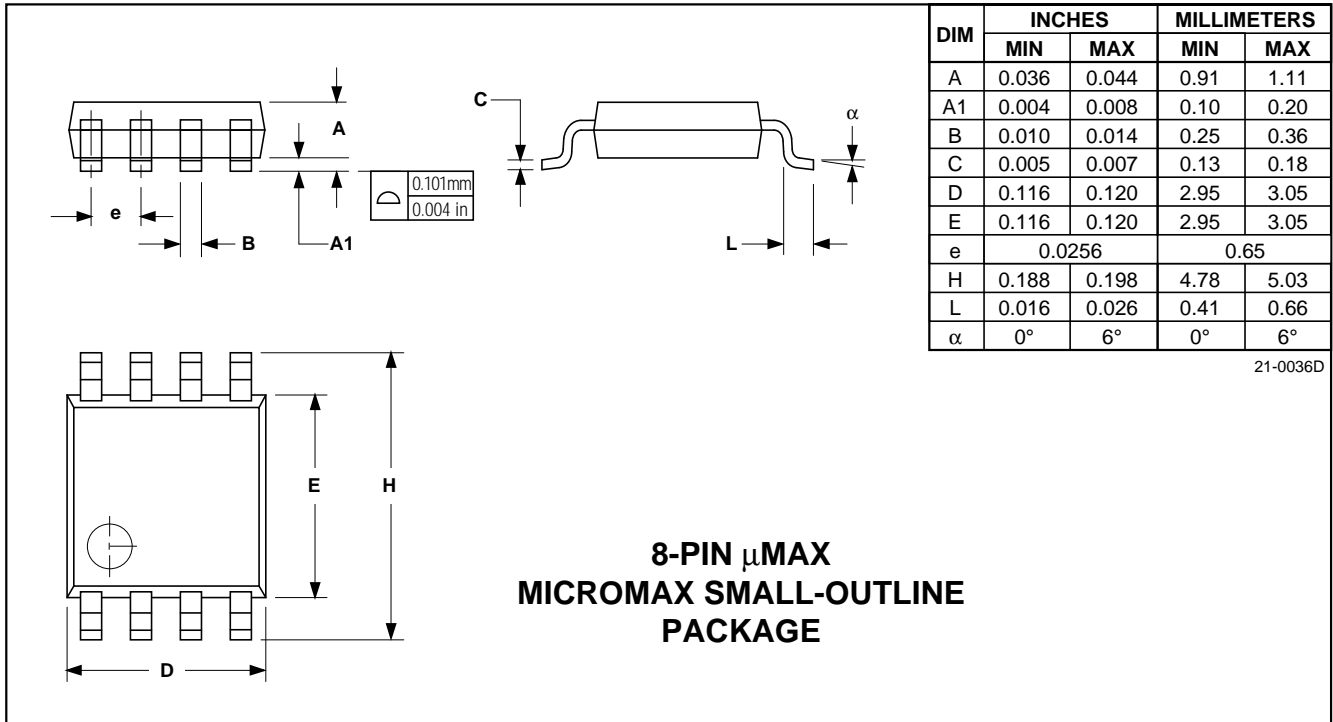 DIM INCHES MILLIMETERS
MIN MAX MIN MAX
A 0.036 0.044 0.91 1.11
A1 0.004 0.008 0.10 0.20
B 0.010 0.014 0.25 0.36
C 0.005 0.007 0.13 0.18
D 0.116 0.120 2.95 3.05
E 0.116 0.120 2.95 3.05
e 0.0256 0.65
H 0.188 0.198 4.78 5.03
L 0.016 0.026 0.41 0.66
α 0° 6° 0° 6°
21-0036D
A
e
B
A1
0.101mm
0.004 in
C
α
L
E
H
D
8-PIN μMAX
MICROMAX SMALL-OUTLINE
PACKAGE